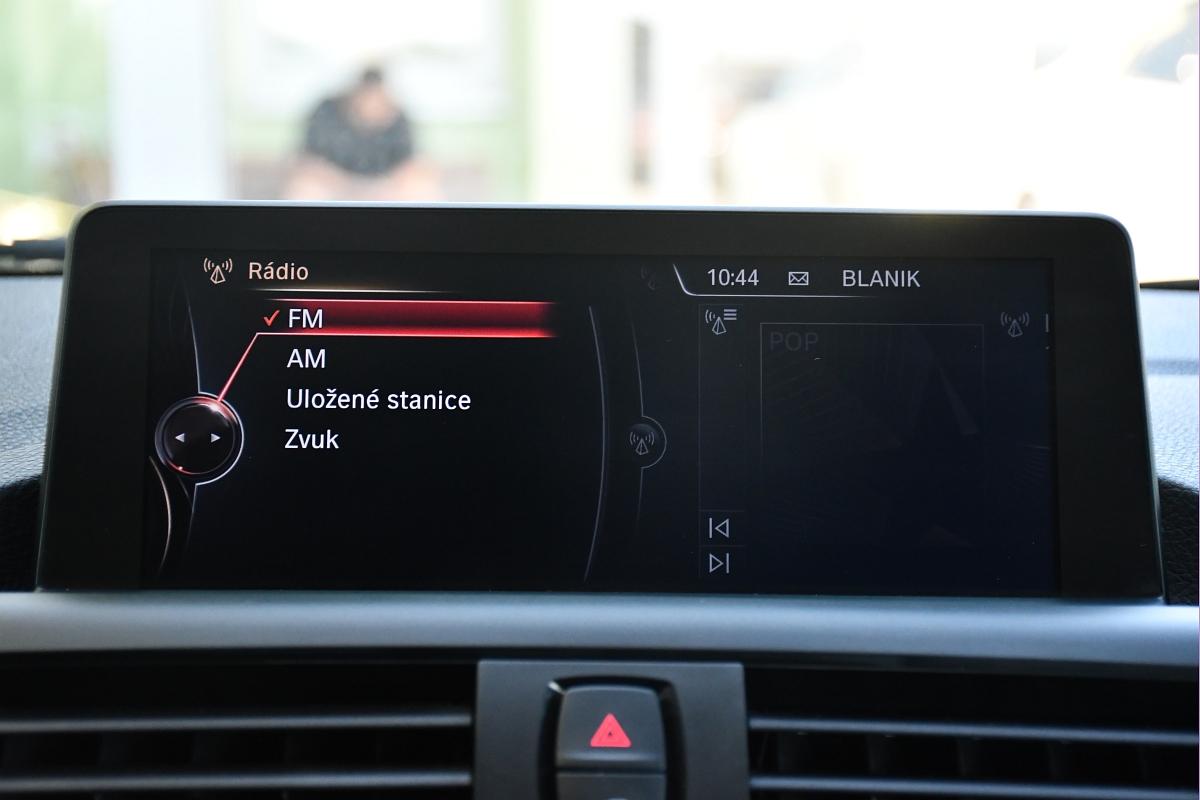 Rádio
10:44 BLANIK
✓ FM
AM
Uložené stanice
Zvuk
POP